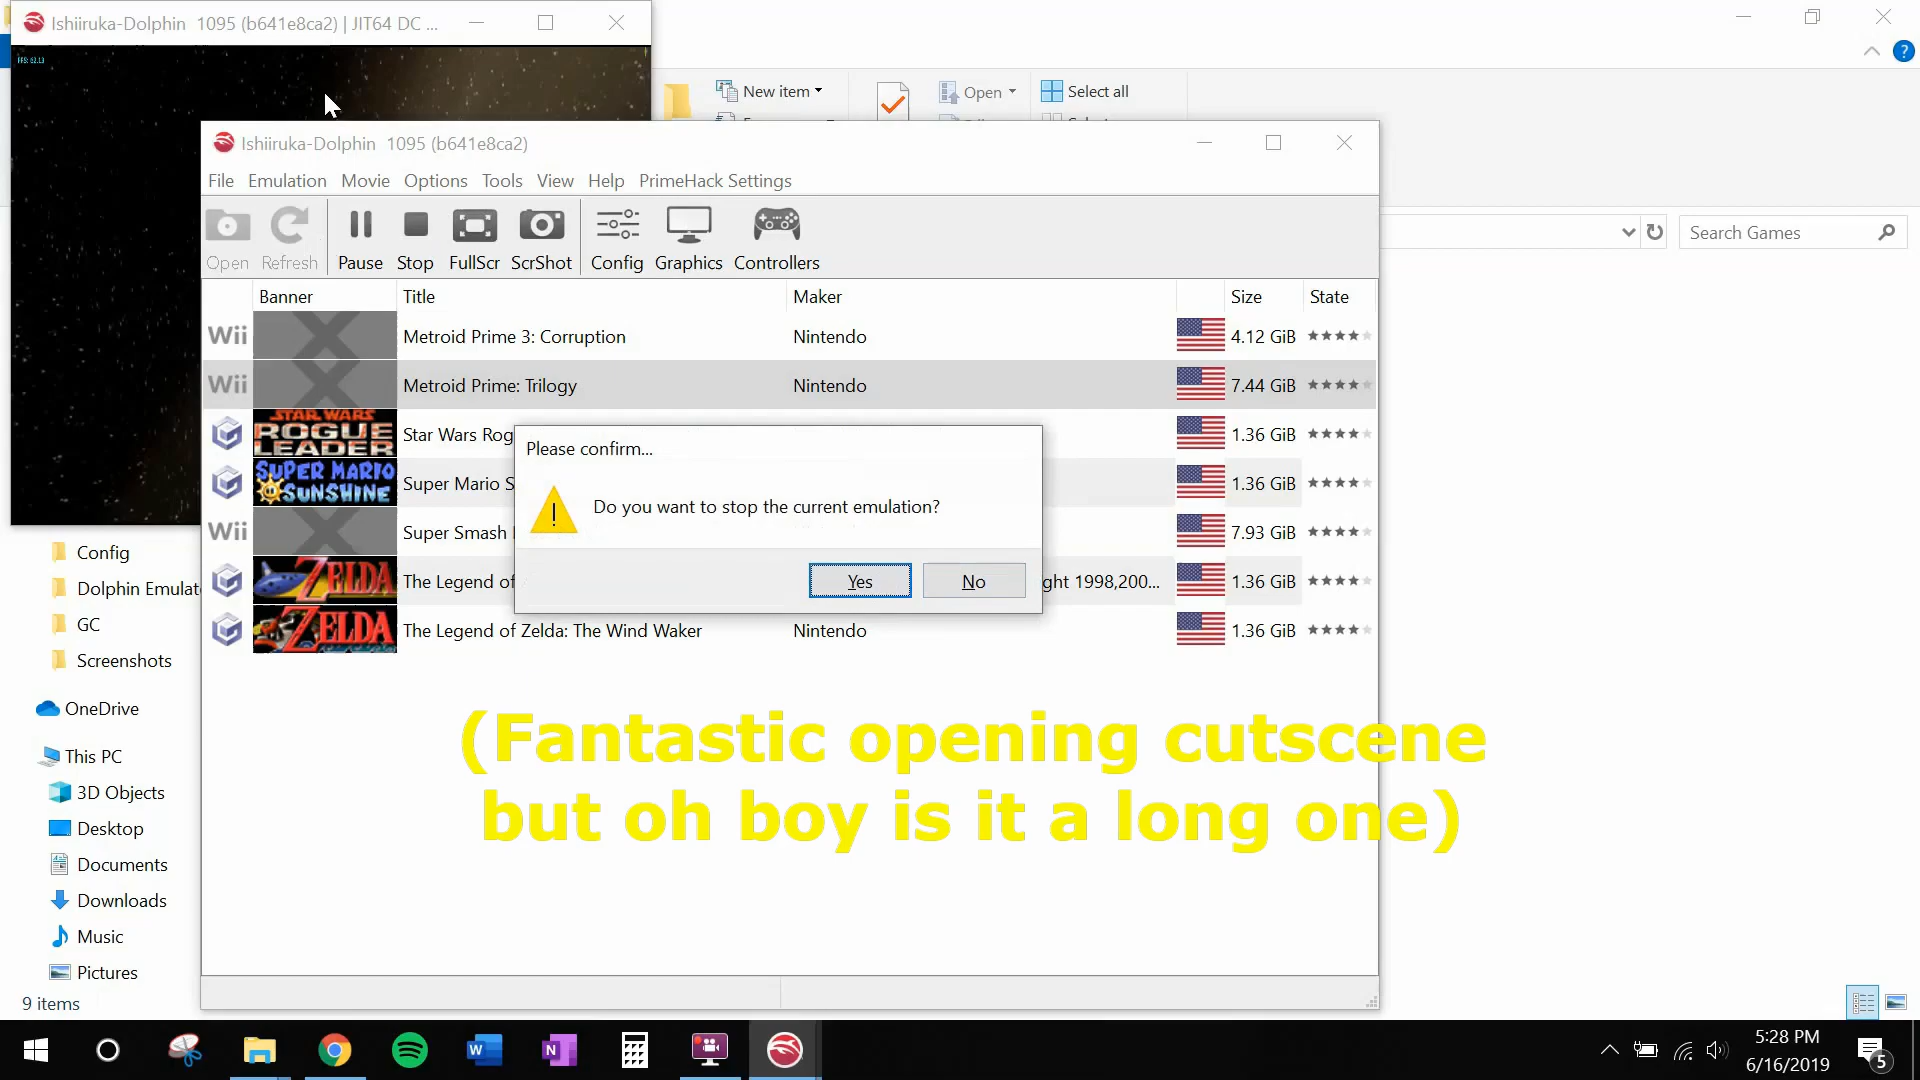 Ishiiruka-Dolphin 1095 (b641e8ca2) | JIT64 DC ...
New item
Open
Select all
Ishiiruka-Dolphin 1095 (b641e8ca2)
File Emulation Movie Options Tools View Help PrimeHack Settings
Open Refresh Pause Stop FullScr ScrShot Config Graphics Controllers
Search Games
Banner Title Maker Size State
Wii Metroid Prime 3: Corruption Nintendo 4.12 GiB
Wii Metroid Prime: Trilogy Nintendo 7.44 GiB
STAR WARS
ROGUE
LEADER
Star Wars Rog
1.36 GiB
SUPER MARIO
SUNSHINE
Super Mario S
1.36 GiB
Wii Super Smash
7.93 GiB
ZELDA The Legend of
ght 1998,200... 1.36 GiB
ZELDA The Legend of Zelda: The Wind Waker Nintendo 1.36 GiB
Please confirm...
Do you want to stop the current emulation?
Yes No
Config
Dolphin Emulat
GC
Screenshots
OneDrive
This PC
3D Objects
Desktop
Documents
Downloads
Music
Pictures
9 items
(Fantastic opening cutscene
but oh boy is it a long one)
5:28 PM
6/16/2019
5